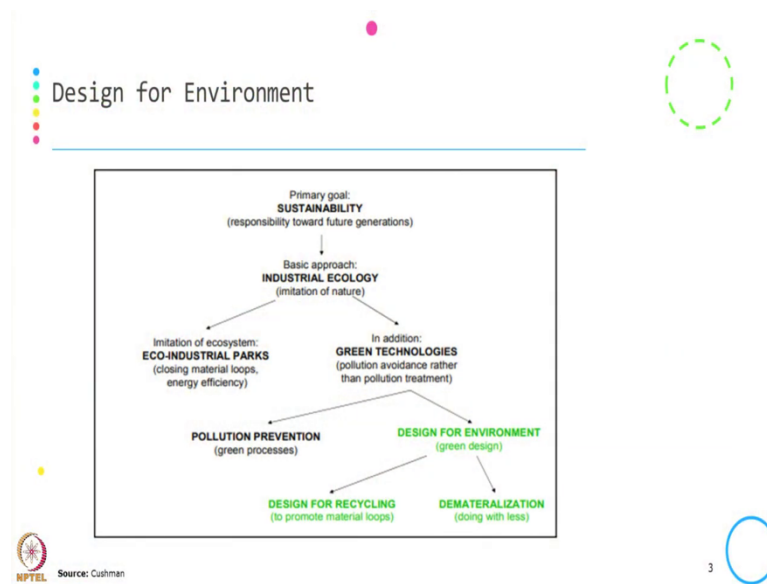 Design for Environment
Primary goal:
SUSTAINABILITY
(responsibility toward future generations)
Basic approach:
INDUSTRIAL ECOLOGY
(imitation of nature)
Imitation of ecosystem:
ECO-INDUSTRIAL PARKS
(closing material loops,
energy efficiency)
In addition:
GREEN TECHNOLOGIES
(pollution avoidance rather
than pollution treatment)
POLLUTION PREVENTION
(green processes)
DESIGN FOR ENVIRONMENT
(green design)
DESIGN FOR RECYCLING
(to promote material loops)
DEMATERALIZATION
(doing with less)
NPTEL
Source: Cushman
3